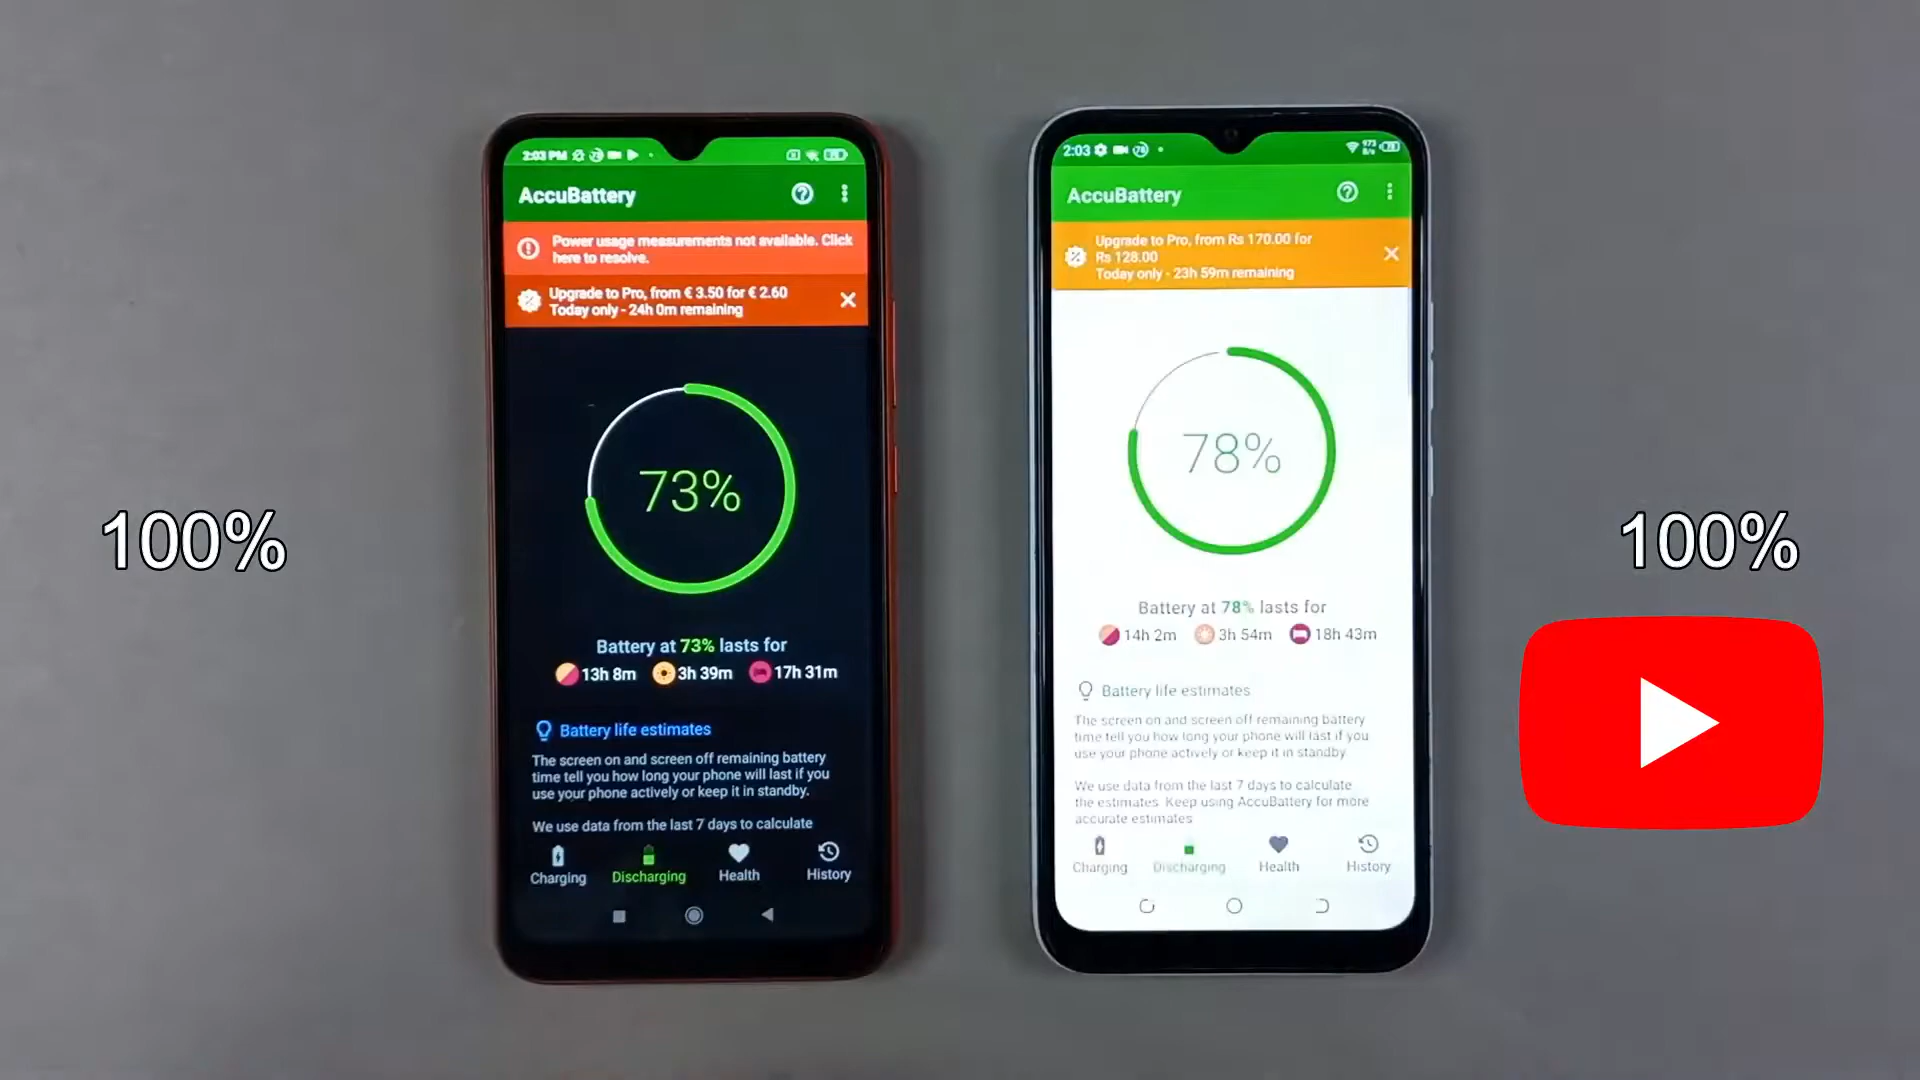 2:03 PM
AccuBattery
Power usage measurements not available. Click
here to resolve.
Upgrade to Pro, from € 3.50 for € 2.60
Today only - 24h 0m remaining
73%
Battery at 73% lasts for
13h 8m 3h 39m 17h 31m
Battery life estimates
The screen on and screen off remaining battery
time tell you how long your phone will last if you
use your phone actively or keep it in standby.
We use data from the last 7 days to calculate
Charging Discharging Health History
100%
2:03
AccuBattery
Upgrade to Pro, from Rs 170.00 for
Rs 128.00
Today only - 23h 59m remaining
78%
Battery at 78% lasts for
14h 2m 3h 54m 18h 43m
Battery life estimates
The screen on and screen off remaining battery
time tell you how long your phone will last if you
use your phone actively or keep it in standby
We use data from the last 7 days to calculate
the estimates. Keep using AccuBattery for more
accurate estimates
Charging Discharging Health History
100%